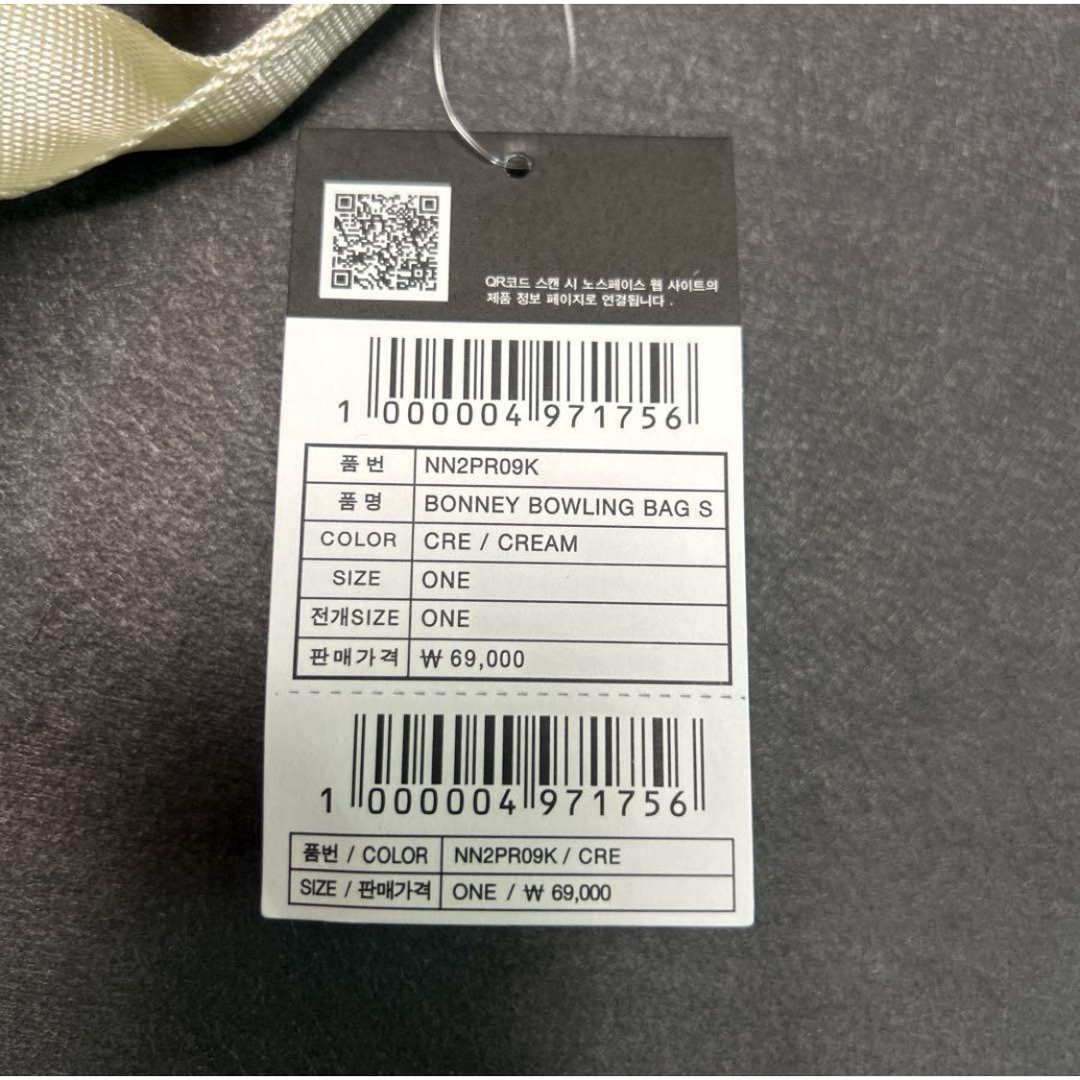 QR코드 스캔 시 노스페이스 웹 사이트의
제품 정보 페이지로 연결됩니다 .
1 000004 971756
품 번 NN2PR09K
품 명 BONNEY BOWLING BAG S
COLOR CRE / CREAM
SIZE ONE
전개SIZE ONE
판매가격 ₩ 69,000
1 000004 971756
품번 / COLOR NN2PR09K / CRE
SIZE / 판매가격 ONE / ₩ 69,000